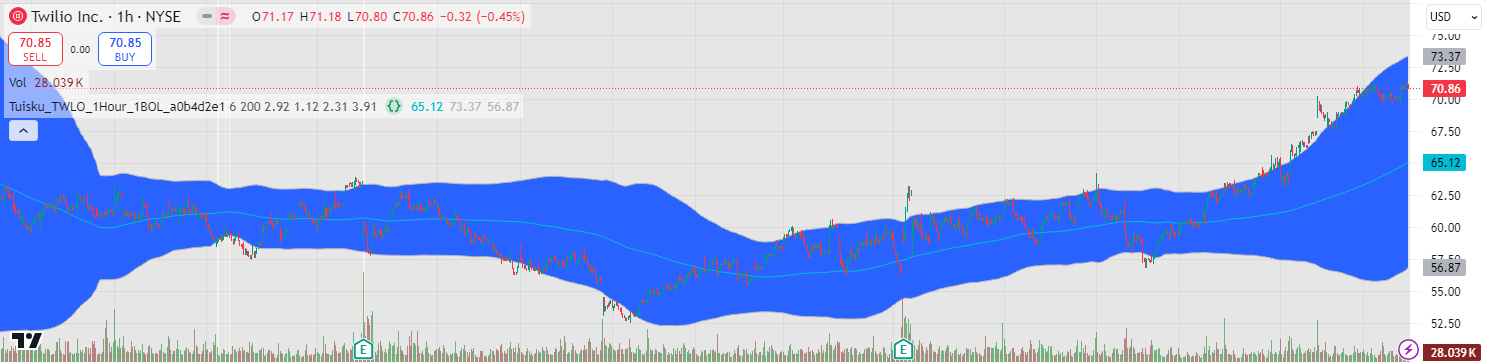 Twilio Inc. · 1h · NYSE O71.17 H71.18 L70.80 C70.86 −0.32 (−0.45%)
USD
70.85 0.00 70.85
SELL BUY
Vol 28.039 K
Tuisku_TWLO_1Hour_1BOL_a0b4d2e1 6 200 2.92 1.12 2.31 3.91 65.12 73.37 56.87
75.00
73.37
72.50
70.86
70.00
67.50
65.12
62.50
60.00
57.50
56.87
55.00
52.50
28.039 K
E E